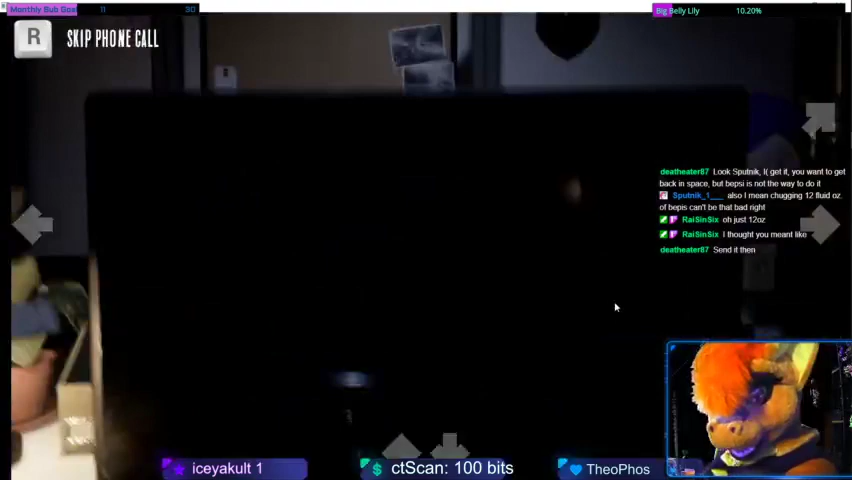 Monthly Bub Goal 11 30
Big Belly Lily 10.20%
R SKIP PHONE CALL
deatheater87 Look Sputnik, I( get it, you want to get
back in space, but bepsi is not the way to do it
Sputnik_1___ also I mean chugging 12 fluid oz.
of bepis can't be that bad right
RaiSinSix oh just 12oz
RaiSinSix I thought you meant like
deatheater87 Send it then
iceyakult 1
$ ctScan: 100 bits
TheoPhos